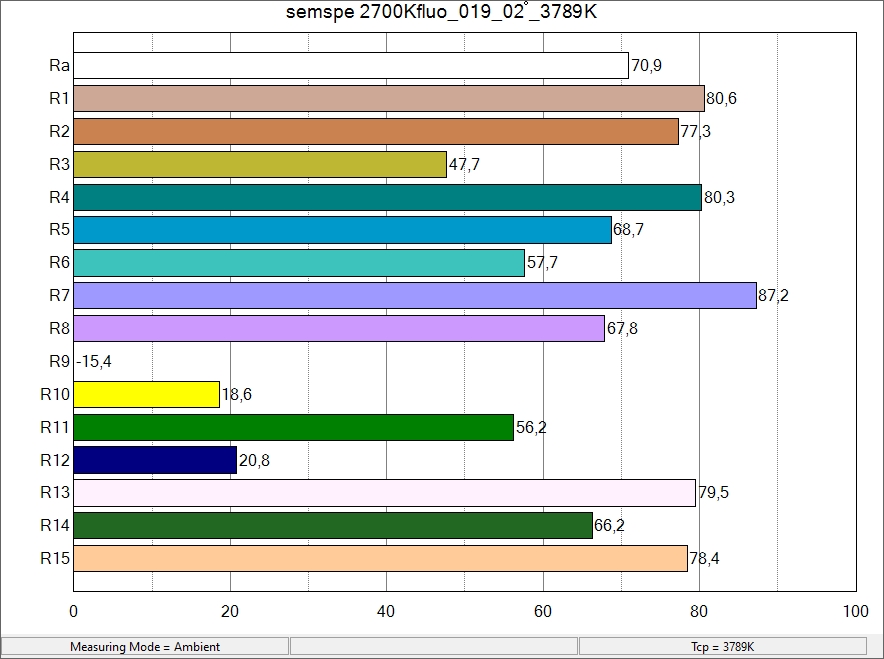 semspe 2700Kfluo_019_02°_3789K
Ra 70,9
R1 80,6
R2 77,3
R3 47,7
R4 80,3
R5 68,7
R6 57,7
R7 87,2
R8 67,8
R9 -15,4
R10 18,6
R11 56,2
R12 20,8
R13 79,5
R14 66,2
R15 78,4
0 20 40 60 80 100
Measuring Mode = Ambient Tcp = 3789K